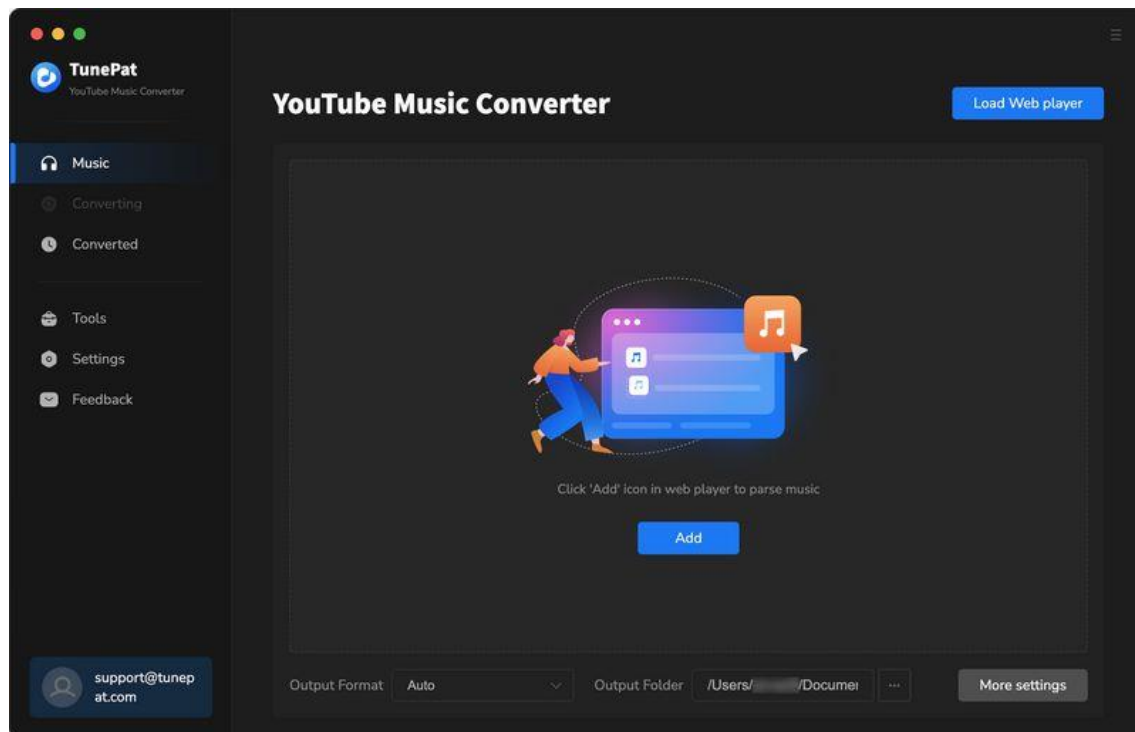 TunePat
YouTube Music Converter
YouTube Music Converter
Load Web player
Music
Converting
Converted
Tools
Settings
Feedback
Click 'Add' icon in web player to parse music
Add
support@tunep
at.com
Output Format
Auto
Output Folder
/Users/ /Documer
...
More settings